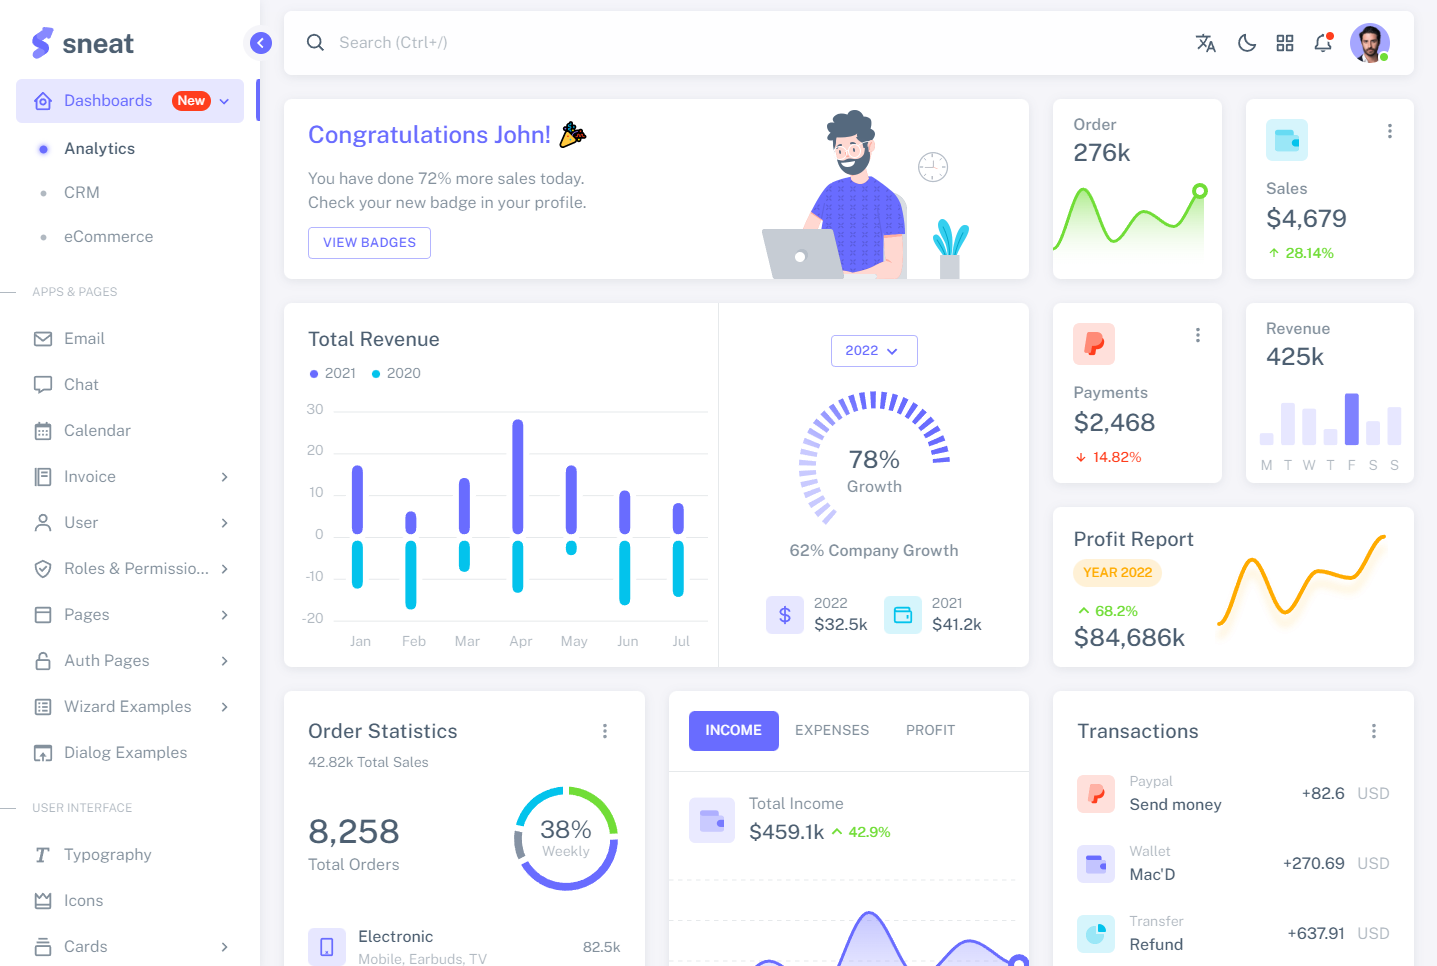 sneat
Dashboards New
Analytics
CRM
eCommerce
APPS & PAGES
Email
Chat
Calendar
Invoice
User
Roles & Permissio...
Pages
Auth Pages
Wizard Examples
Dialog Examples
USER INTERFACE
Typography
Icons
Cards
Search (Ctrl+/)
Congratulations John!
You have done 72% more sales today.
Check your new badge in your profile.
VIEW BADGES
Order
276k
Sales
$4,679
28.14%
Total Revenue
2021 2020
30
20
10
0
-10
-20
Jan Feb Mar Apr May Jun Jul
2022
78%
Growth
62% Company Growth
2022
$32.5k
2021
$41.2k
Payments
$2,468
14.82%
Revenue
425k
M T W T F S S
Profit Report
YEAR 2022
68.2%
$84,686k
Order Statistics
42.82k Total Sales
8,258
Total Orders
38%
Weekly
Electronic
Mobile, Earbuds, TV
82.5k
INCOME EXPENSES PROFIT
Total Income
$459.1k 42.9%
Transactions
Paypal
Send money
+82.6 USD
Wallet
Mac'D
+270.69 USD
Transfer
Refund
+637.91 USD